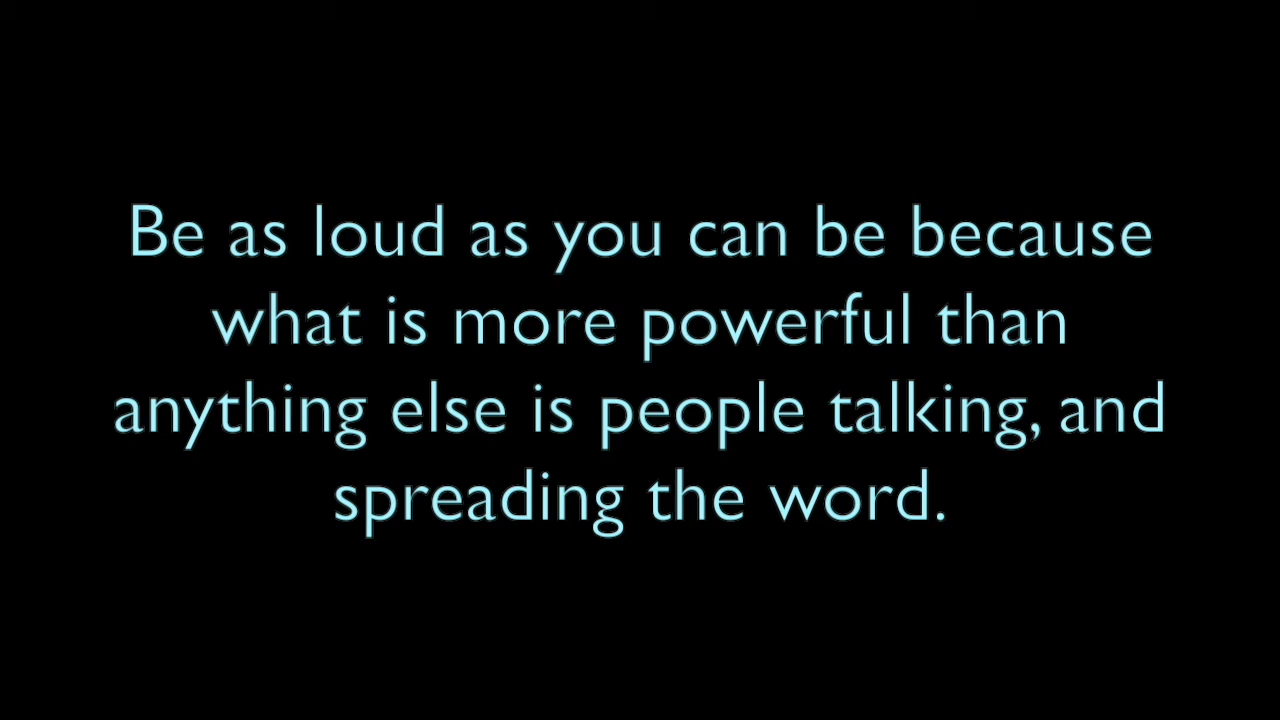 Be as loud as you can be because
what is more powerful than
anything else is people talking, and
spreading the word.